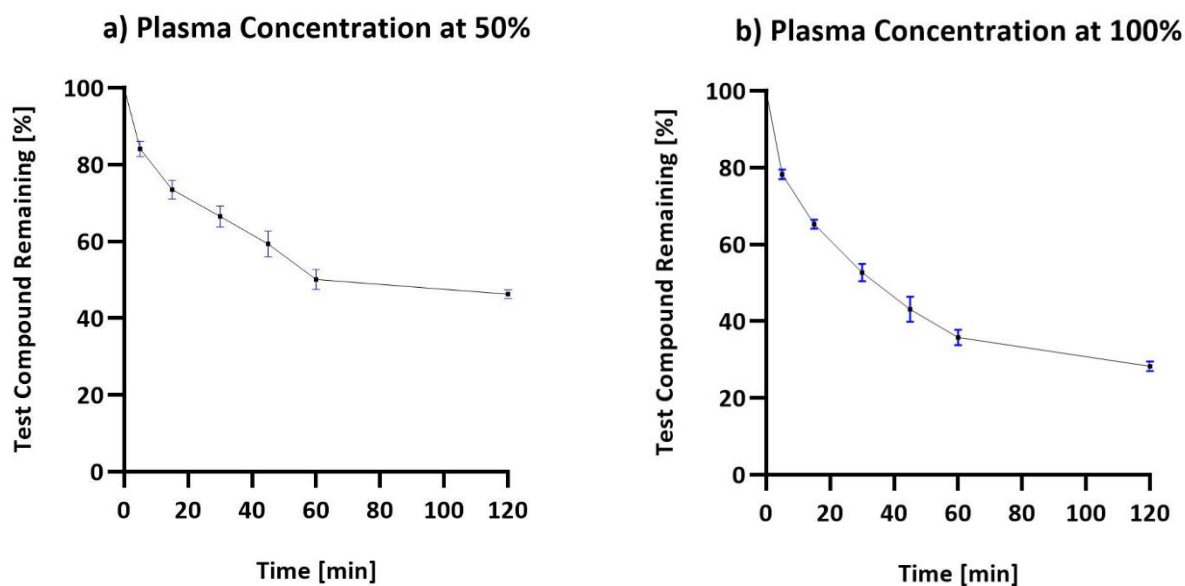 a) Plasma Concentration at 50%
Test Compound Remaining [%]
100
80
60
40
20
0
0 20 40 60 80 100 120
Time [min]
b) Plasma Concentration at 100%
Test Compound Remaining [%]
100
80
60
40
20
0
0 20 40 60 80 100 120
Time [min]